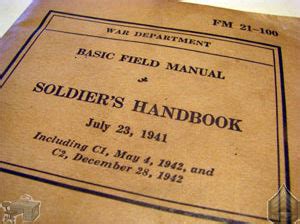 FM 21-100
WAR DEPARTMENT
BASIC FIELD MANUAL
SOLDIER'S HANDBOOK
July 23, 1941
Including C1, May 4, 1942, and
C2, December 28, 1942